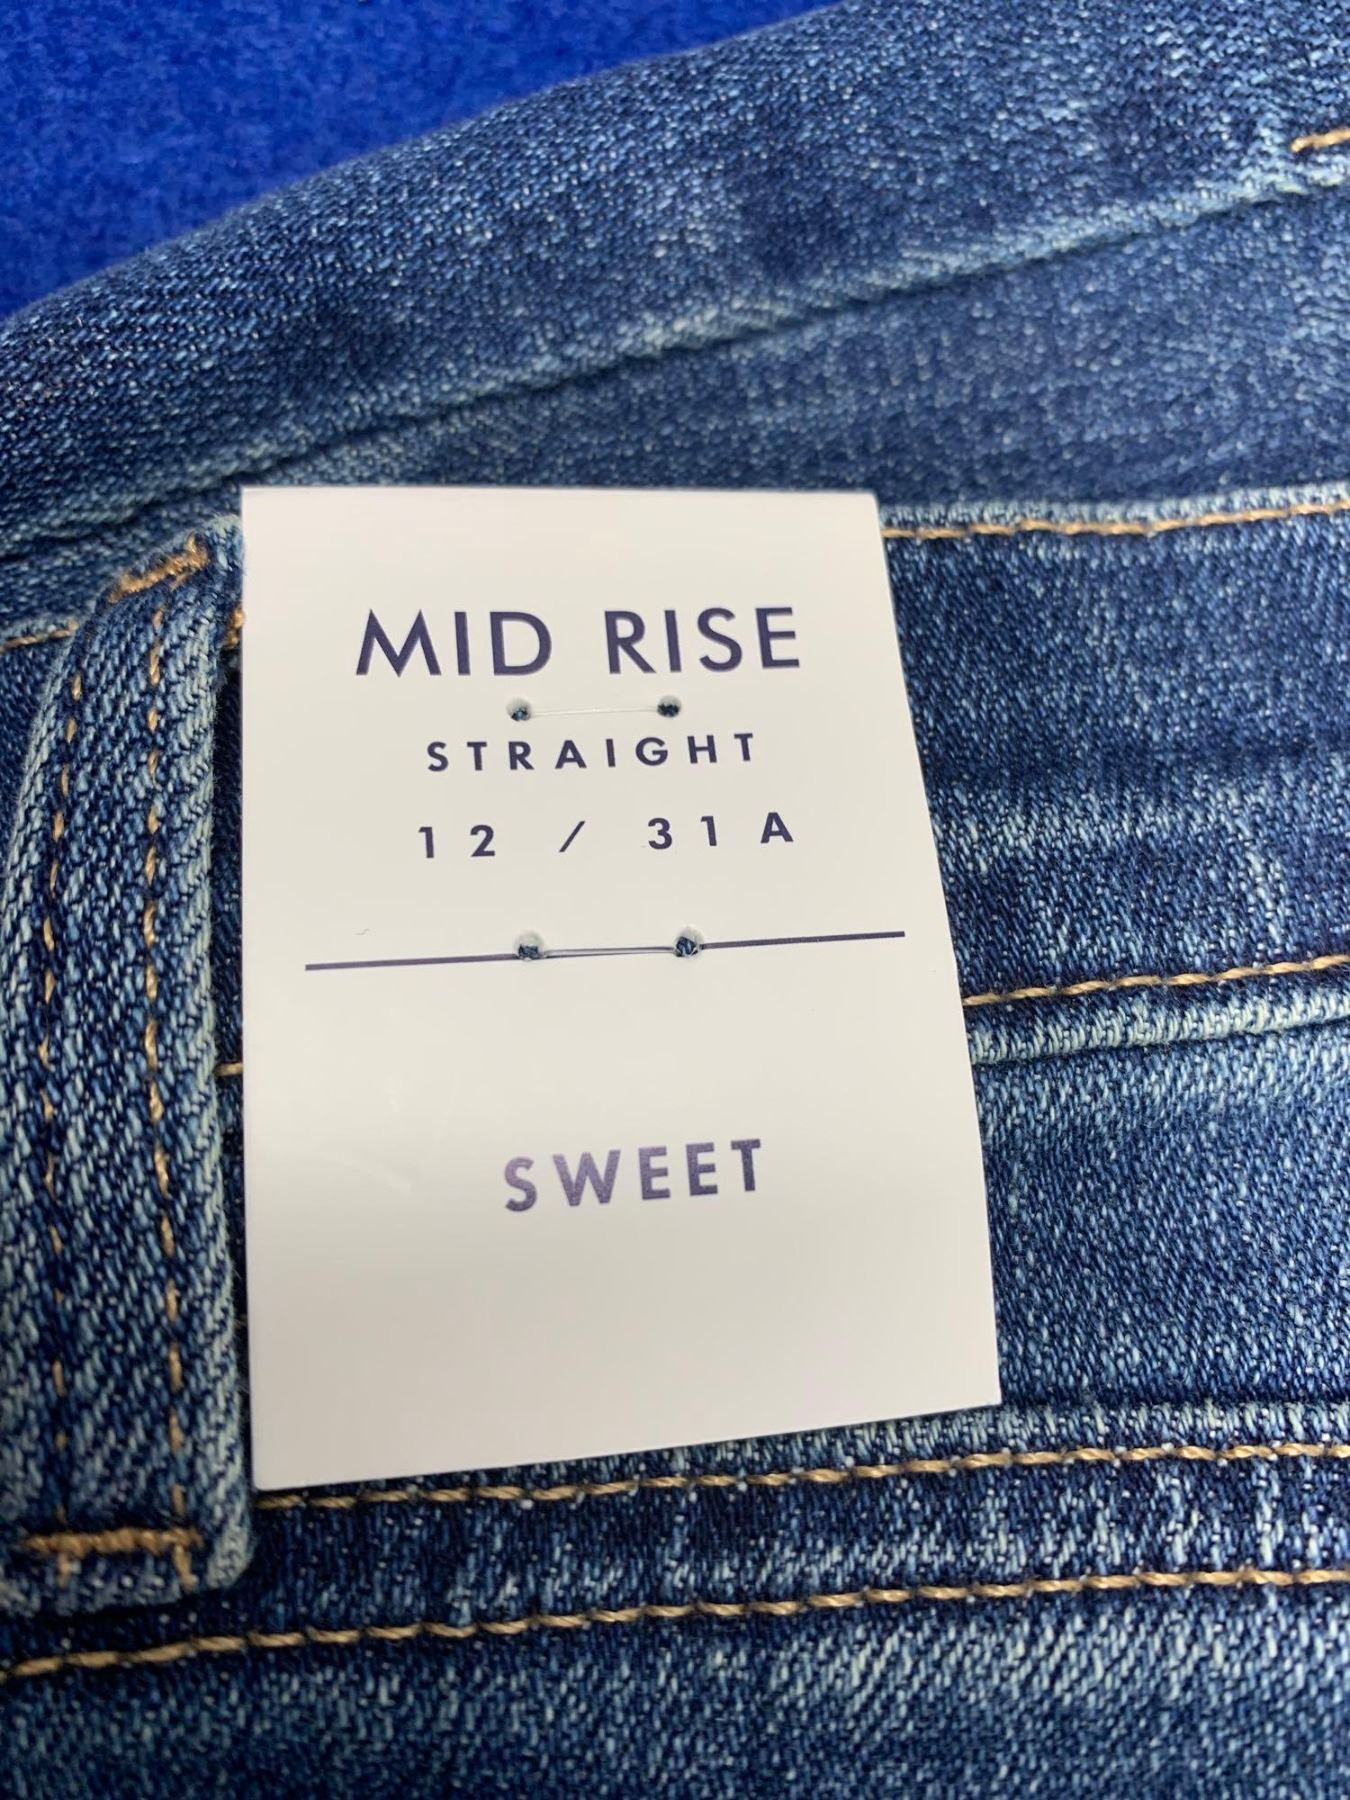 MID RISE
STRAIGHT
12 / 31A
SWEET